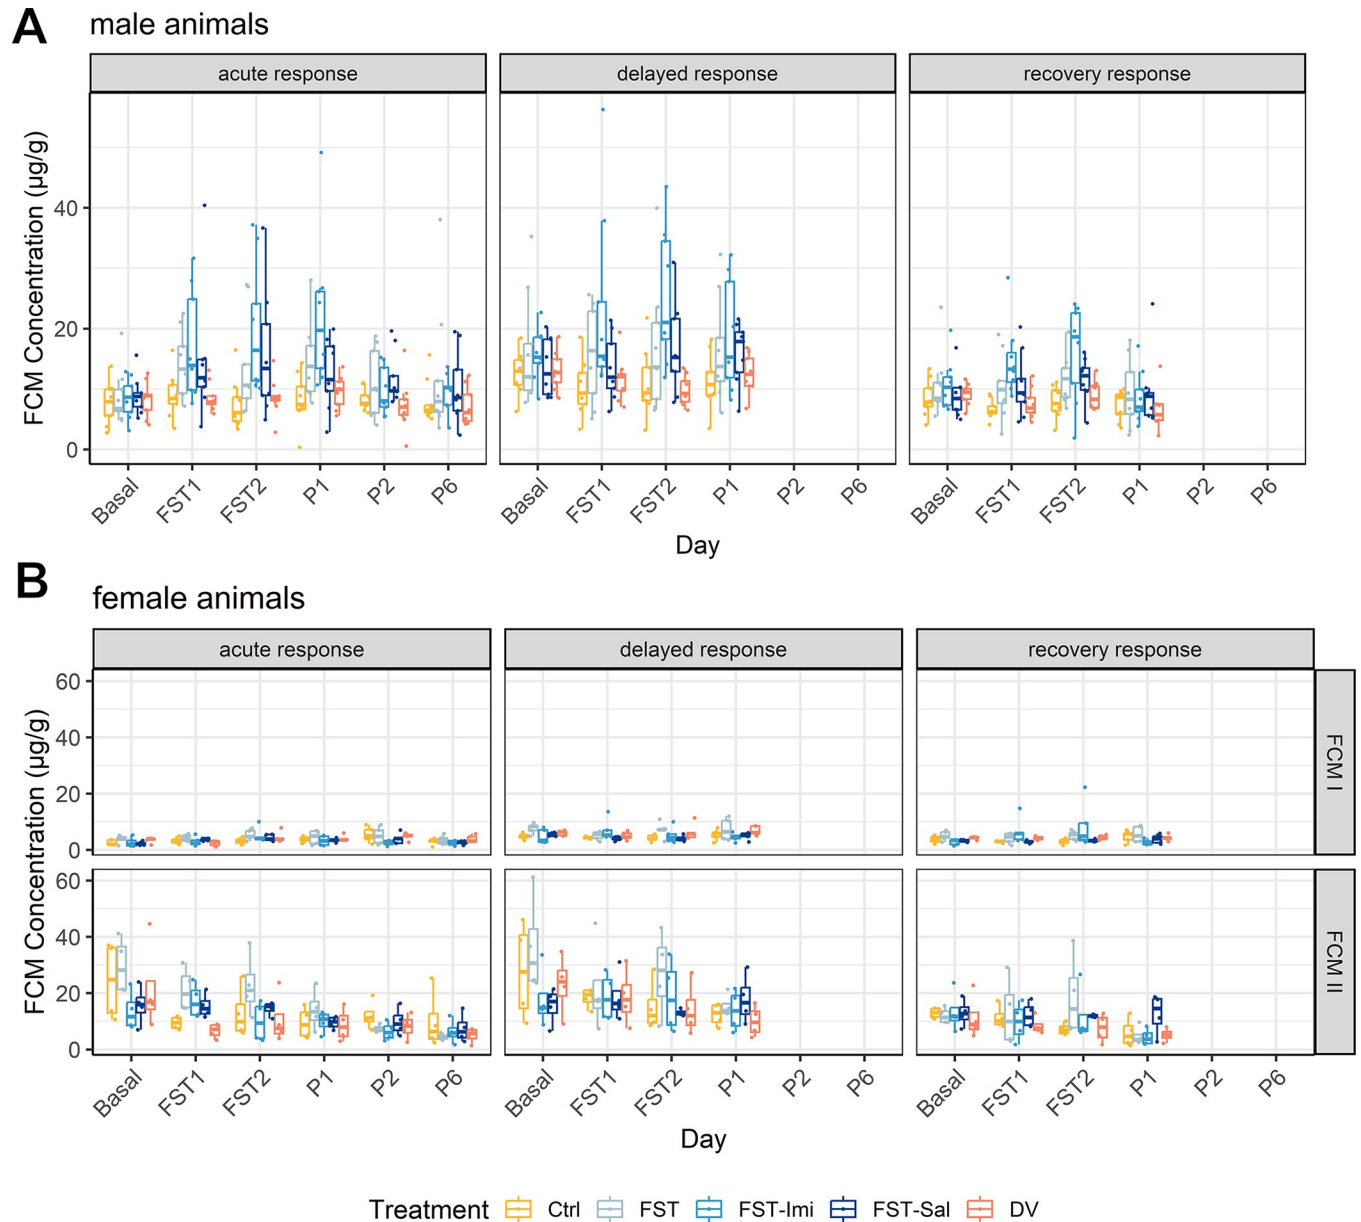 A
male animals
acute response
delayed response
recovery response
FCM Concentration (µg/g)
40
20
0
Basal
FST1
FST2
P1
P2
P6
Basal
FST1
FST2
P1
P2
P6
Basal
FST1
FST2
P1
P2
P6
Day
B
female animals
acute response
delayed response
recovery response
FCM Concentration (µg/g)
60
40
20
0
FCM I
FCM Concentration (µg/g)
60
40
20
0
FCM II
Basal
FST1
FST2
P1
P2
P6
Basal
FST1
FST2
P1
P2
P6
Basal
FST1
FST2
P1
P2
P6
Day
Treatment Ctrl FST FST-Imi FST-Sal DV